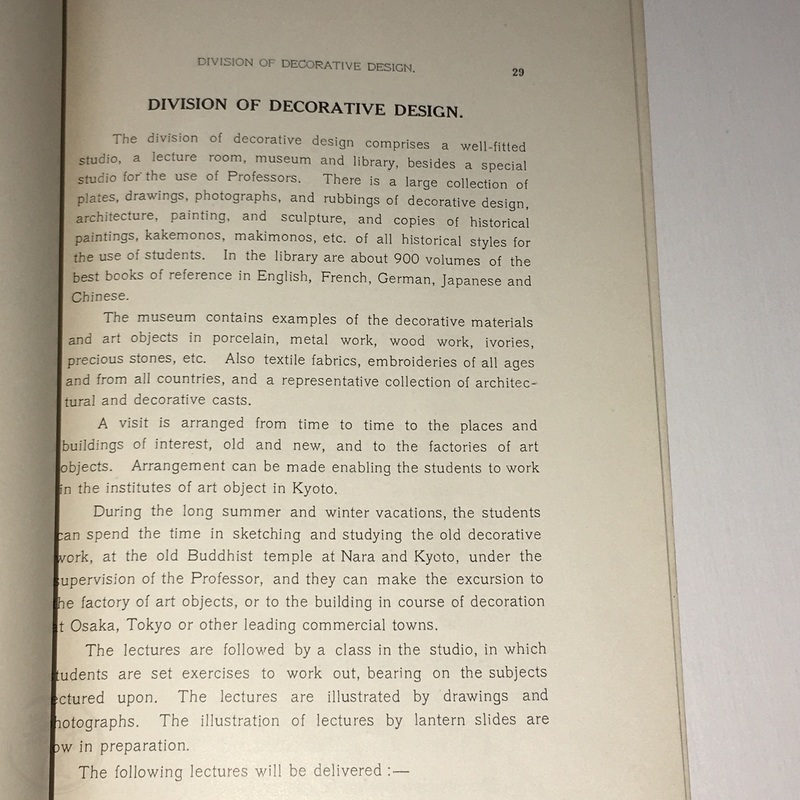 DIVISION OF DECORATIVE DESIGN. 29
DIVISION OF DECORATIVE DESIGN.
The division of decorative design comprises a well-fitted
studio, a lecture room, museum and library, besides a special
studio for the use of Professors. There is a large collection of
plates, drawings, photographs, and rubbings of decorative design,
architecture, painting, and sculpture, and copies of historical
paintings, kakemonos, makimonos, etc. of all historical styles for
the use of students. In the library are about 900 volumes of the
best books of reference in English, French, German, Japanese and
Chinese.
The museum contains examples of the decorative materials
and art objects in porcelain, metal work, wood work, ivories,
precious stones, etc. Also textile fabrics, embroideries of all ages
and from all countries, and a representative collection of architec-
tural and decorative casts.
A visit is arranged from time to time to the places and
buildings of interest, old and new, and to the factories of art
objects. Arrangement can be made enabling the students to work
in the institutes of art object in Kyoto.
During the long summer and winter vacations, the students
can spend the time in sketching and studying the old decorative
work, at the old Buddhist temple at Nara and Kyoto, under the
supervision of the Professor, and they can make the excursion to
the factory of art objects, or to the building in course of decoration
at Osaka, Tokyo or other leading commercial towns.
The lectures are followed by a class in the studio, in which
tudents are set exercises to work out, bearing on the subjects
ectured upon. The lectures are illustrated by drawings and
hotographs. The illustration of lectures by lantern slides are
ow in preparation.
The following lectures will be delivered :—